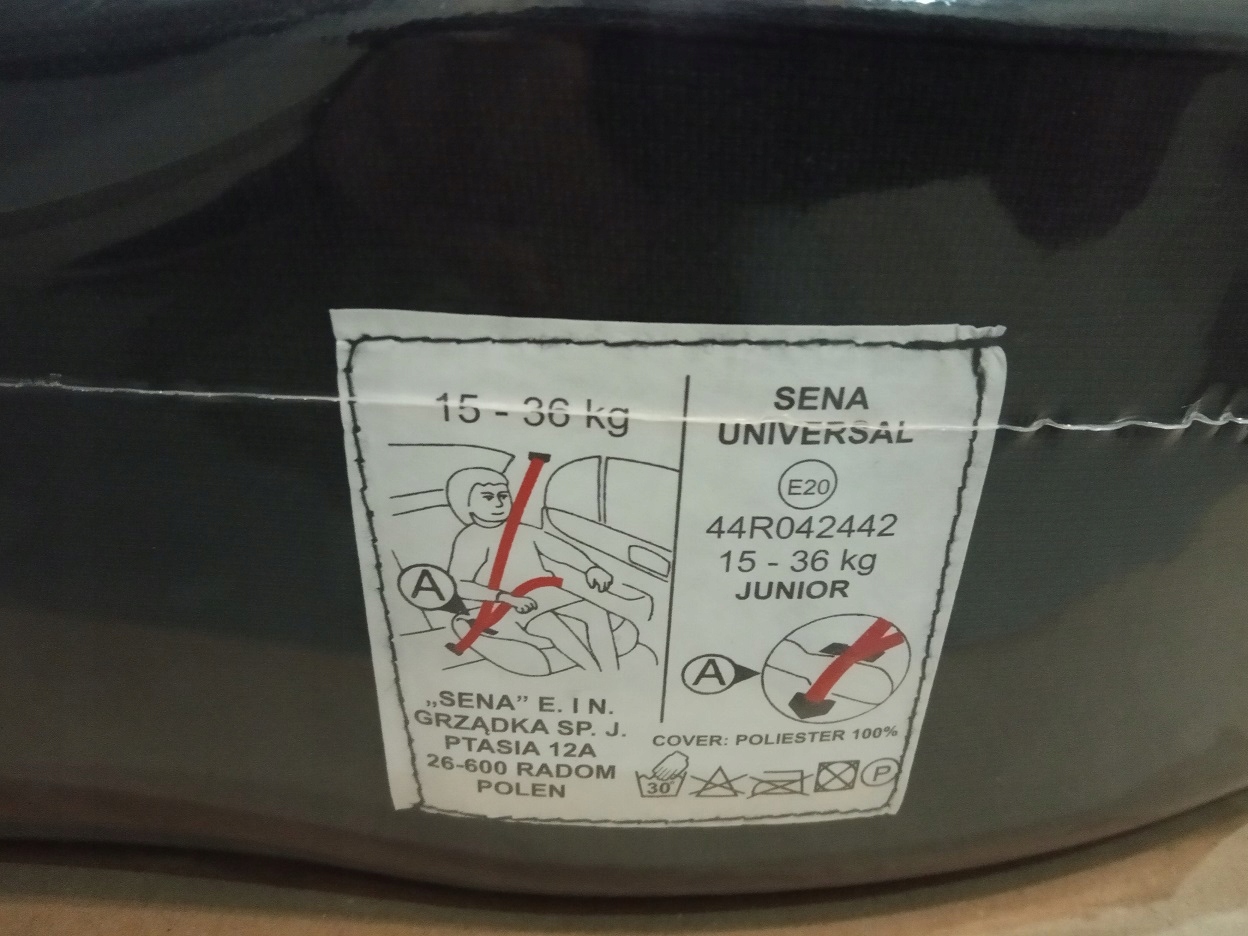 15 - 36 kg
A
„SENA” E. I N.
GRZĄDKA SP. J.
PTASIA 12A
26-600 RADOM
POLEN
SENA
UNIVERSAL
E20
44R042442
15 - 36 kg
JUNIOR
A
COVER: POLIESTER 100%
30°
P